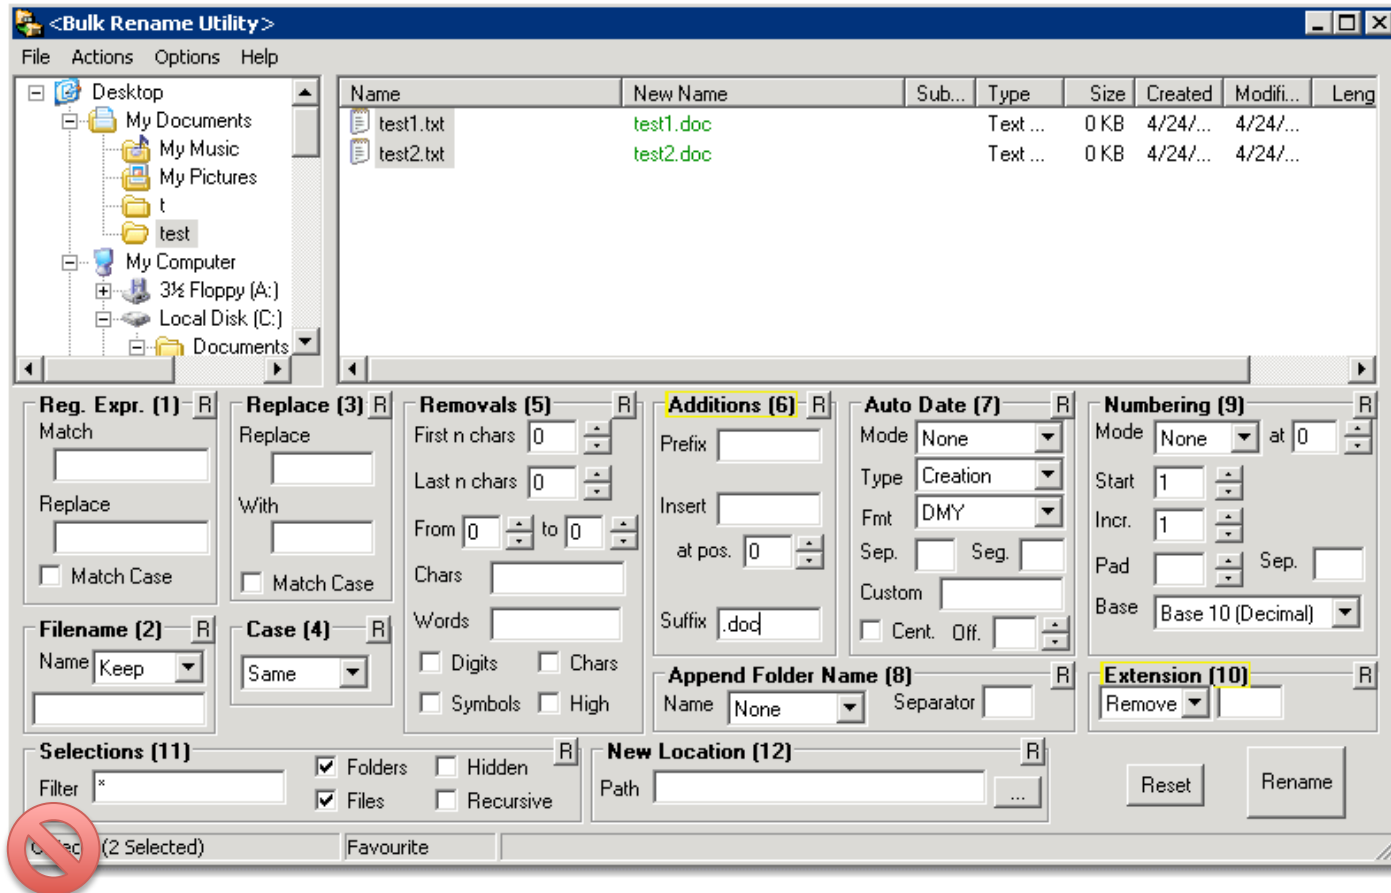 <Bulk Rename Utility>
File Actions Options Help
Desktop
My Documents
My Music
My Pictures
t
test
My Computer
3½ Floppy (A:)
Local Disk (C:)
Documents
Name New Name Sub... Type Size Created Modifi... Leng
test1.txt test1.doc Text ... 0 KB 4/24/... 4/24/...
test2.txt test2.doc Text ... 0 KB 4/24/... 4/24/...
Reg. Expr. (1) R
Match
Replace
Match Case
Filename (2) R
Name Keep
Replace (3) R
Replace
With
Match Case
Case (4) R
Same
Removals (5) R
First n chars 0
Last n chars 0
From 0 to 0
Chars
Words
Digits Chars
Symbols High
Additions (6) R
Prefix
Insert
at pos. 0
Suffix .doc
Auto Date (7) R
Mode None
Type Creation
Fmt DMY
Sep. Seg.
Custom
Cent. Off.
Append Folder Name (8) R
Name None Separator
Numbering (9) R
Mode None at 0
Start 1
Incr. 1
Pad Sep.
Base Base 10 (Decimal)
Extension (10) R
Remove
Selections (11) R
Filter * Folders Hidden
Files Recursive
New Location (12) R
Path ...
Reset Rename
(2 Selected) Favourite